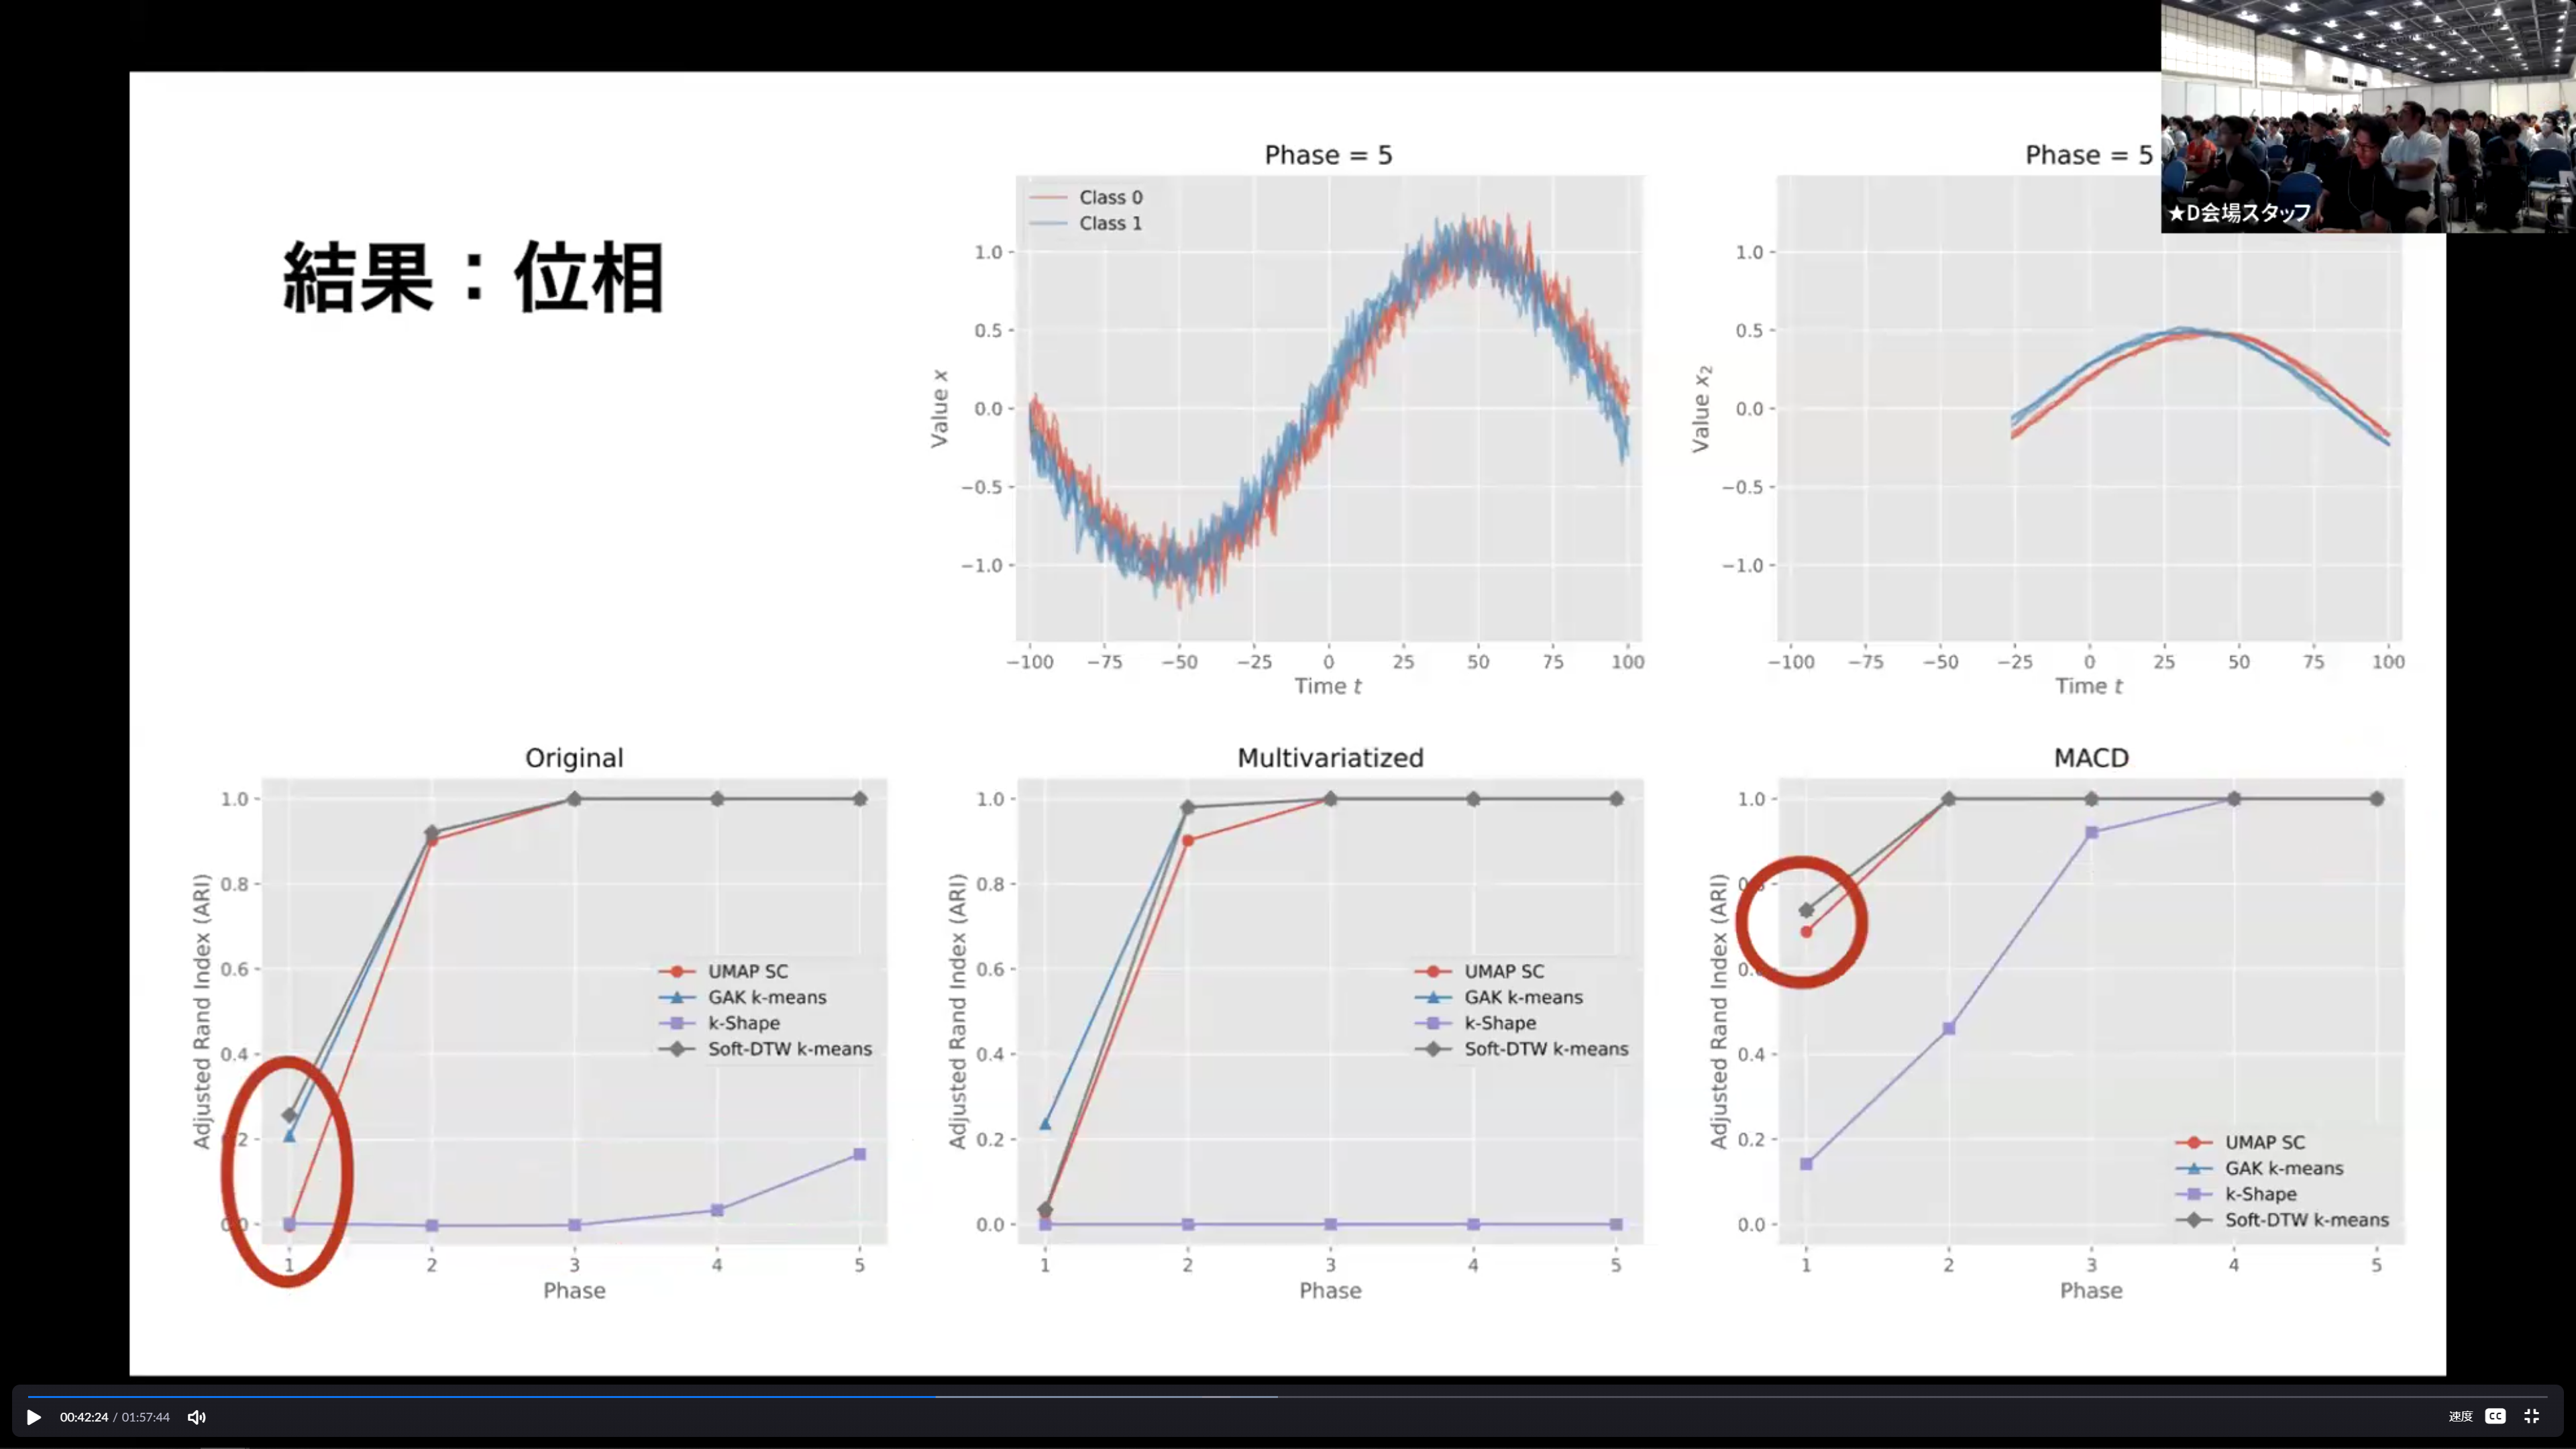 ★D会場スタッフ
結果：位相
Phase = 5
Class 0
Class 1
1.0
0.5
0.0
−0.5
−1.0
Value x
−100 −75 −50 −25 0 25 50 75 100
Time t
Phase = 5
1.0
0.5
0.0
−0.5
−1.0
Value x₂
−100 −75 −50 −25 0 25 50 75 100
Time t
Original
1.0
0.8
0.6
0.4
Adjusted Rand Index (ARI)
UMAP SC
GAK k-means
k-Shape
Soft-DTW k-means
1 2 3 4 5
Phase
Multivariatized
1.0
0.8
0.6
0.4
0.2
0.0
Adjusted Rand Index (ARI)
UMAP SC
GAK k-means
k-Shape
Soft-DTW k-means
1 2 3 4 5
Phase
MACD
1.0
0.4
0.2
0.0
Adjusted Rand Index (ARI)
UMAP SC
GAK k-means
k-Shape
Soft-DTW k-means
1 2 3 4 5
Phase
00:42:24 / 01:57:44
速度 CC